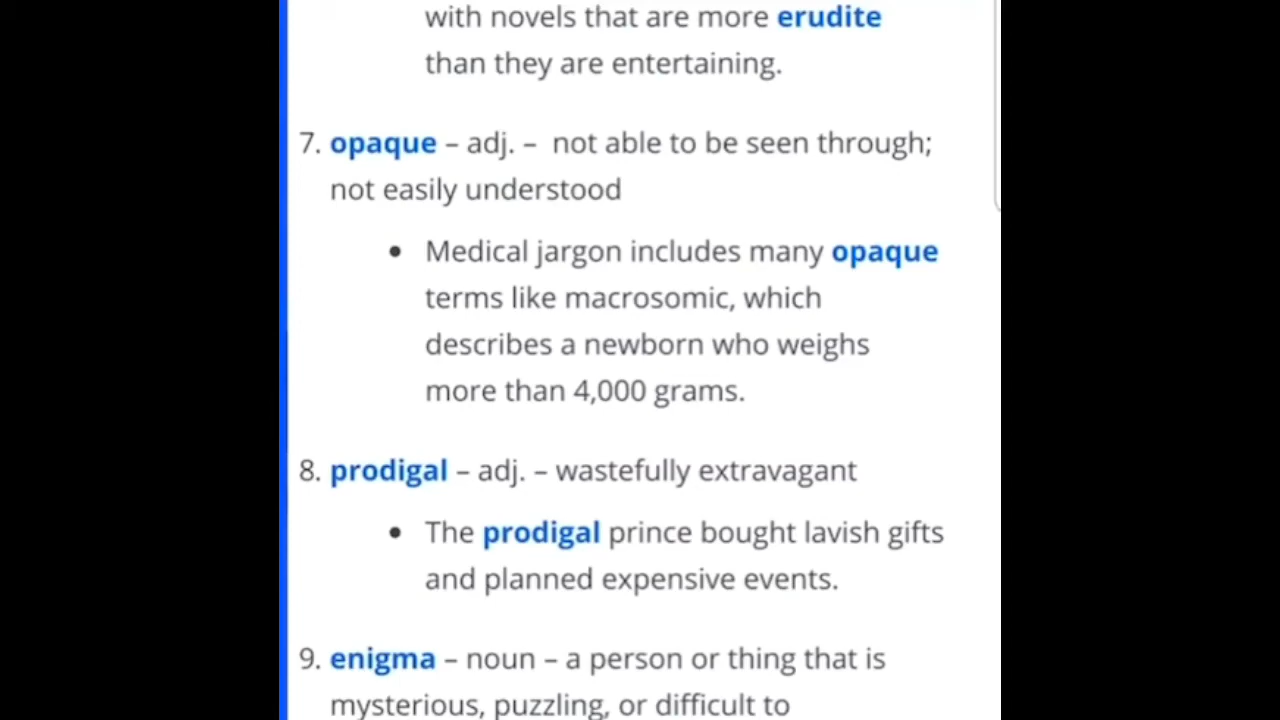 with novels that are more erudite
than they are entertaining.
7. opaque – adj. – not able to be seen through;
not easily understood
• Medical jargon includes many opaque
terms like macrosomic, which
describes a newborn who weighs
more than 4,000 grams.
8. prodigal – adj. – wastefully extravagant
• The prodigal prince bought lavish gifts
and planned expensive events.
9. enigma – noun – a person or thing that is
mysterious, puzzling, or difficult to